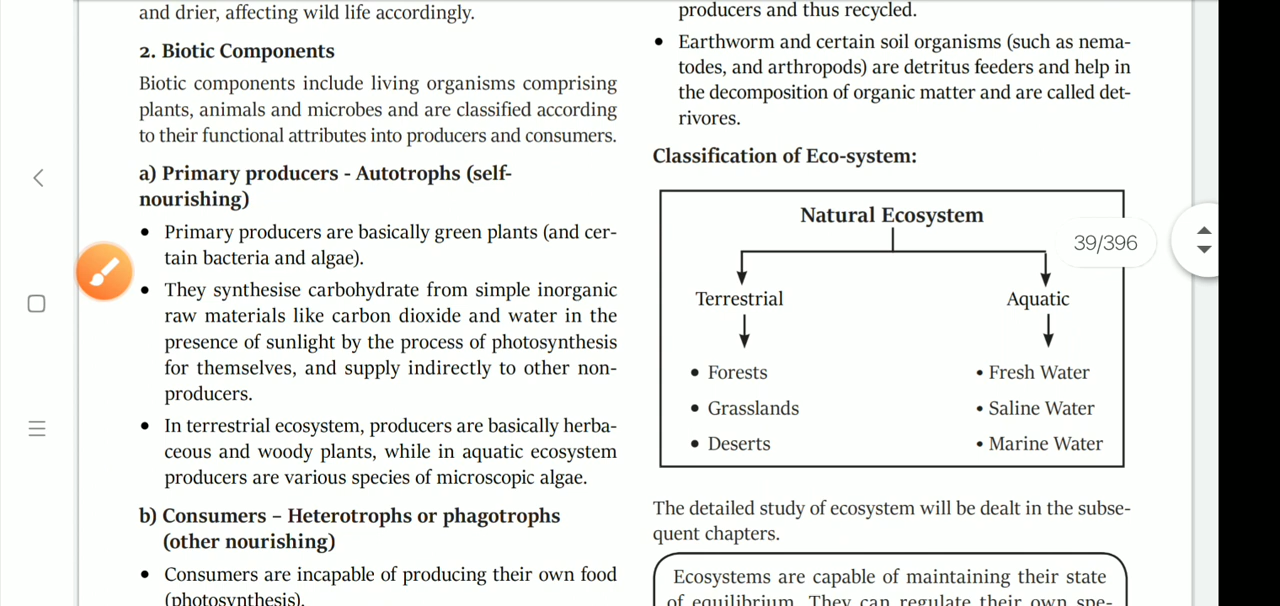 and drier, affecting wild life accordingly.
2. Biotic Components
Biotic components include living organisms comprising
plants, animals and microbes and are classified according
to their functional attributes into producers and consumers.
a) Primary producers - Autotrophs (self-
nourishing)
• Primary producers are basically green plants (and cer-
tain bacteria and algae).
• They synthesise carbohydrate from simple inorganic
raw materials like carbon dioxide and water in the
presence of sunlight by the process of photosynthesis
for themselves, and supply indirectly to other non-
producers.
• In terrestrial ecosystem, producers are basically herba-
ceous and woody plants, while in aquatic ecosystem
producers are various species of microscopic algae.
b) Consumers – Heterotrophs or phagotrophs
(other nourishing)
• Consumers are incapable of producing their own food
(photosynthesis).
producers and thus recycled.
• Earthworm and certain soil organisms (such as nema-
todes, and arthropods) are detritus feeders and help in
the decomposition of organic matter and are called det-
rivores.
Classification of Eco-system:
Natural Ecosystem
39/396
Terrestrial
Aquatic
• Forests
• Fresh Water
• Grasslands
• Saline Water
• Deserts
• Marine Water
The detailed study of ecosystem will be dealt in the subse-
quent chapters.
Ecosystems are capable of maintaining their state
of equilibrium. They can regulate their own spe-